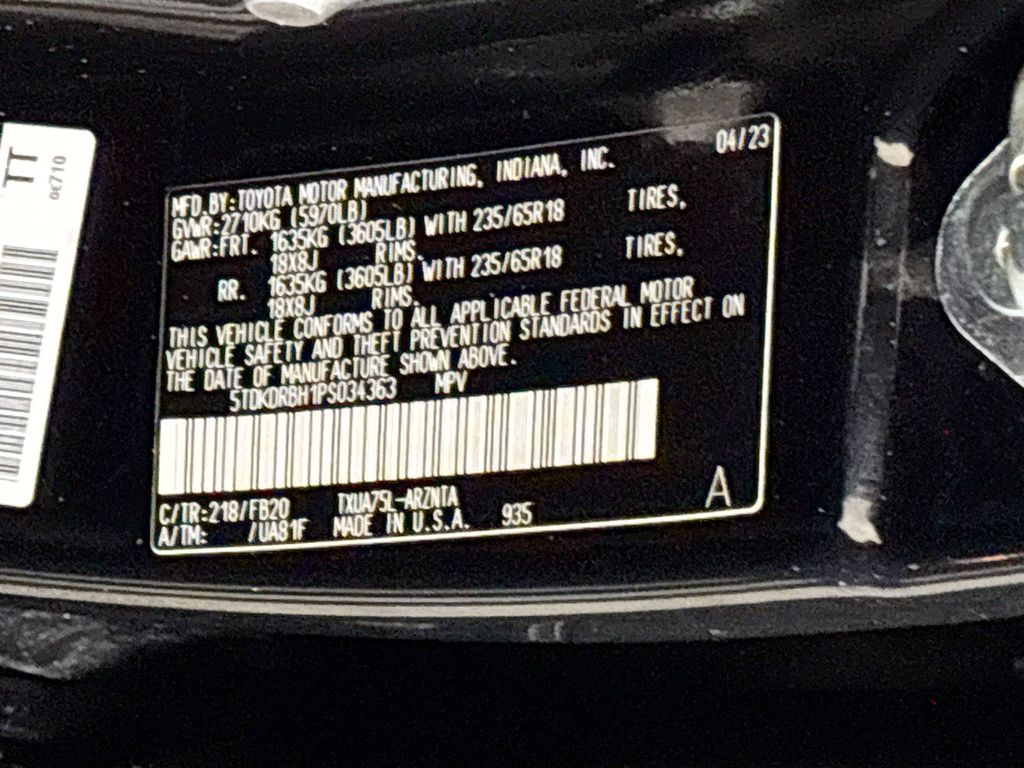 TT
0E710
04/23
MFD.BY:TOYOTA MOTOR MANUFACTURING, INDIANA, INC.
GVWR:2710KG (5970LB)
GAWR:FRT. 1635KG (3605LB) WITH 235/65R18 TIRES,
18X8J RIMS.
RR. 1635KG (3605LB) WITH 235/65R18 TIRES,
18X8J RIMS.
THIS VEHICLE CONFORMS TO ALL APPLICABLE FEDERAL MOTOR
VEHICLE SAFETY AND THEFT PREVENTION STANDARDS IN EFFECT ON
THE DATE OF MANUFACTURE SHOWN ABOVE.
5TDKDRBH1PS034363 MPV
C/TR:218/FB20 TXUA75L-ARZNTA
A/TM: /UA81F MADE IN U.S.A. 935
A